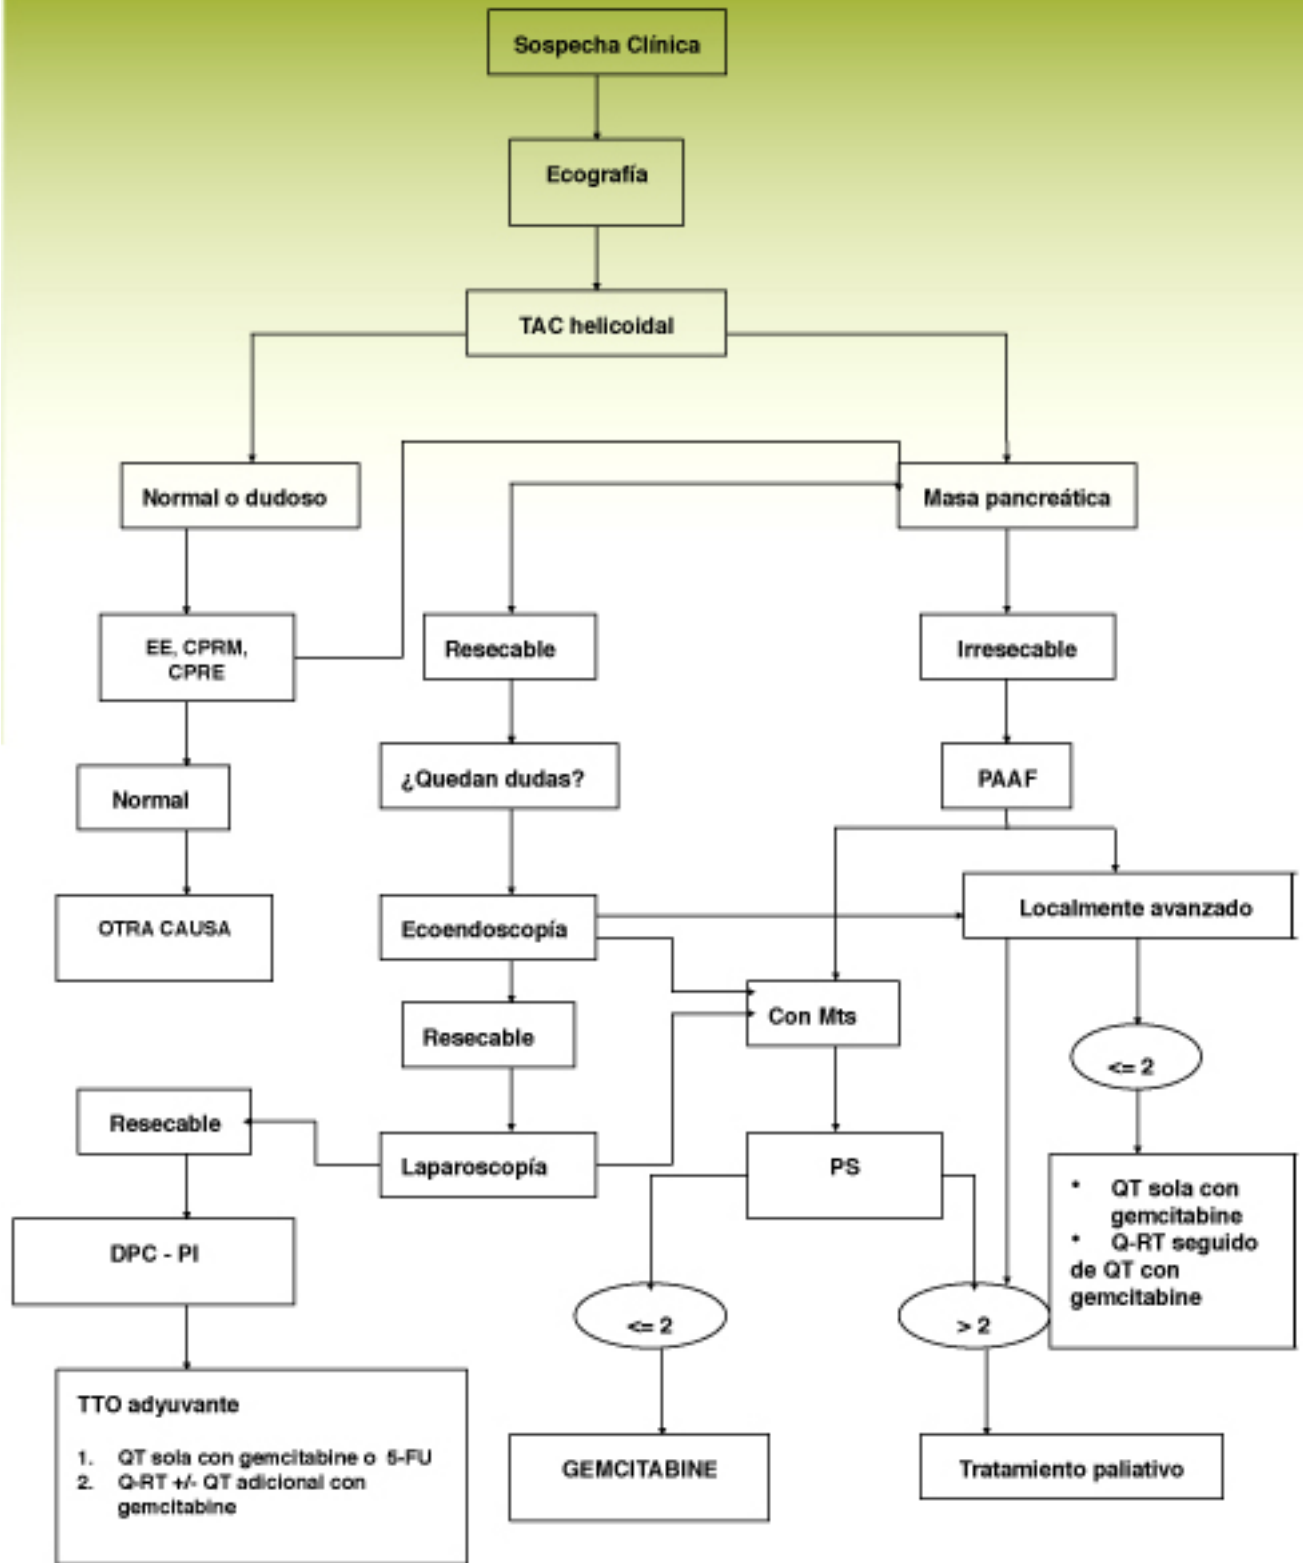 Sospecha Clínica
Ecografía
TAC helicoidal
Normal o dudoso
Masa pancreática
EE, CPRM,
CPRE
Resecable
Irresecable
Normal
¿Quedan dudas?
PAAF
OTRA CAUSA
Ecoendoscopía
Localmente avanzado
Resecable
Con Mts
<= 2
Resecable
Laparoscopía
PS
* QT sola con
gemcitabine
* Q-RT seguido
de QT con
gemcitabine
DPC - PI
<= 2
> 2
TTO adyuvante
1. QT sola con gemcitabine o 5-FU
2. Q-RT +/- QT adicional con
gemcitabine
GEMCITABINE
Tratamiento paliativo